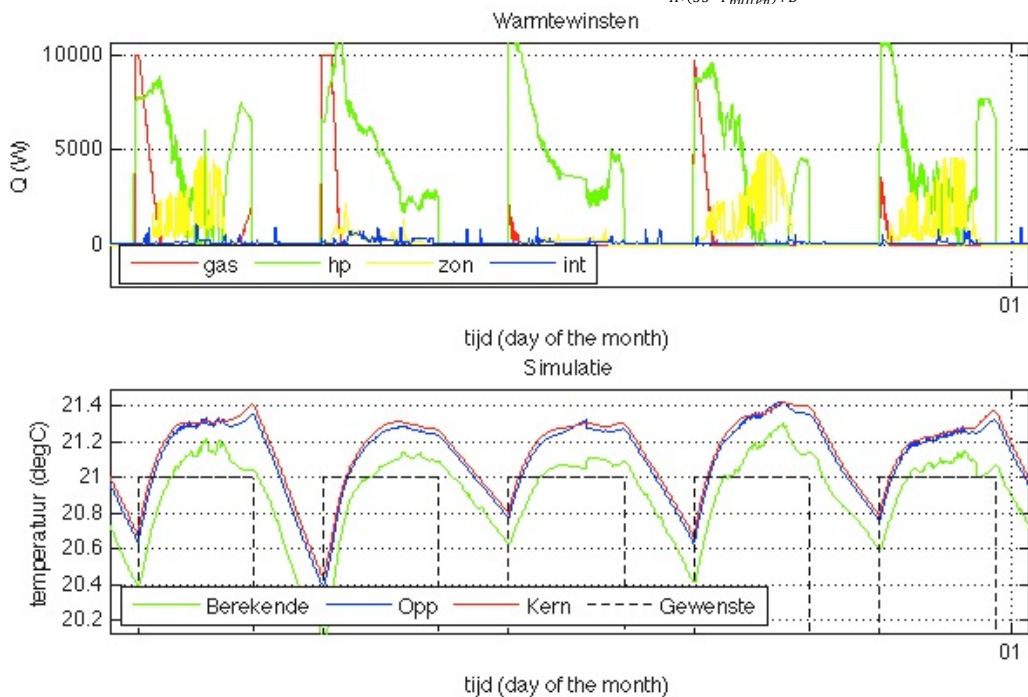 Warmtewinsten
10000
5000
0
Q (W)
gas hp zon int
01
tijd (day of the month)
Simulatie
21.4
21.2
21
20.8
20.6
20.4
20.2
temperatuur (degC)
Berekende Opp Kern Gewenste
01
tijd (day of the month)